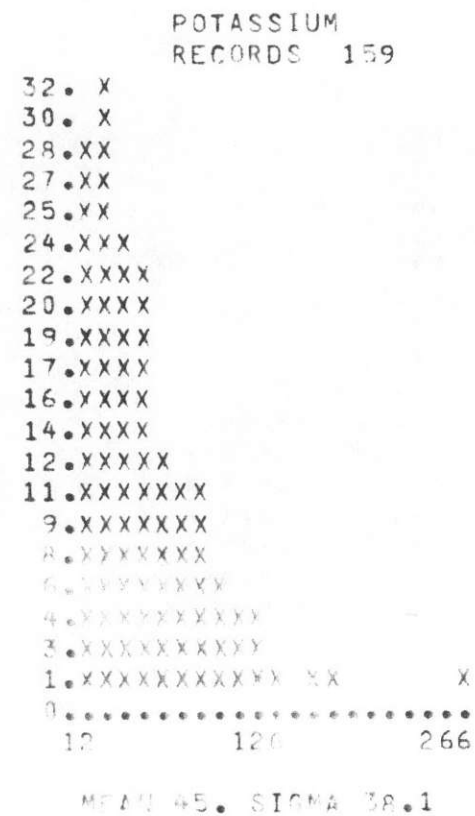 POTASSIUM
RECORDS 159
32. X
30. X
28.XX
27.XX
25.XX
24.XXX
22.XXXX
20.XXXX
19.XXXX
17.XXXX
16.XXXX
14.XXXX
12.XXXXX
11.XXXXXXX
9.XXXXXXX
8.XXXXXXX
6.XXXXXXXX
4.XXXXXXXXXX
3.XXXXXXXXXX
1.XXXXXXXXXXX XX X
0......................
12 126 266
MEAN 45. SIGMA 38.1